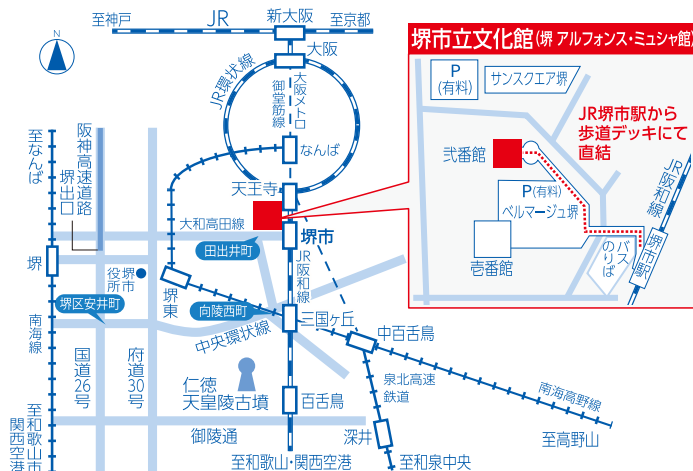 至神戸
JR
新大阪
至京都
N
大阪
JR環状線
大阪メトロ
御堂筋線
なんば
天王寺
大和高田線
堺市
JR阪和線
田出井町
至なんば
阪神高速道路
堺出口
堺
堺市
役所
堺区安井町
堺東
向陵西町
三国ヶ丘
中央環状線
中百舌鳥
南海線
国道26号
府道30号
仁徳
天皇陵古墳
百舌鳥
泉北高速
鉄道
南海高野線
至高野山
御陵通
深井
至和歌山市
関西空港
至和歌山・関西空港
至和泉中央
堺市立文化館(堺 アルフォンス・ミュシャ館)
P
(有料)
サンスクエア堺
JR堺市駅から
歩道デッキにて
直結
弐番館
JR阪和線
P(有料)
ベルマージュ堺
壱番館
バス
のりば
堺市駅